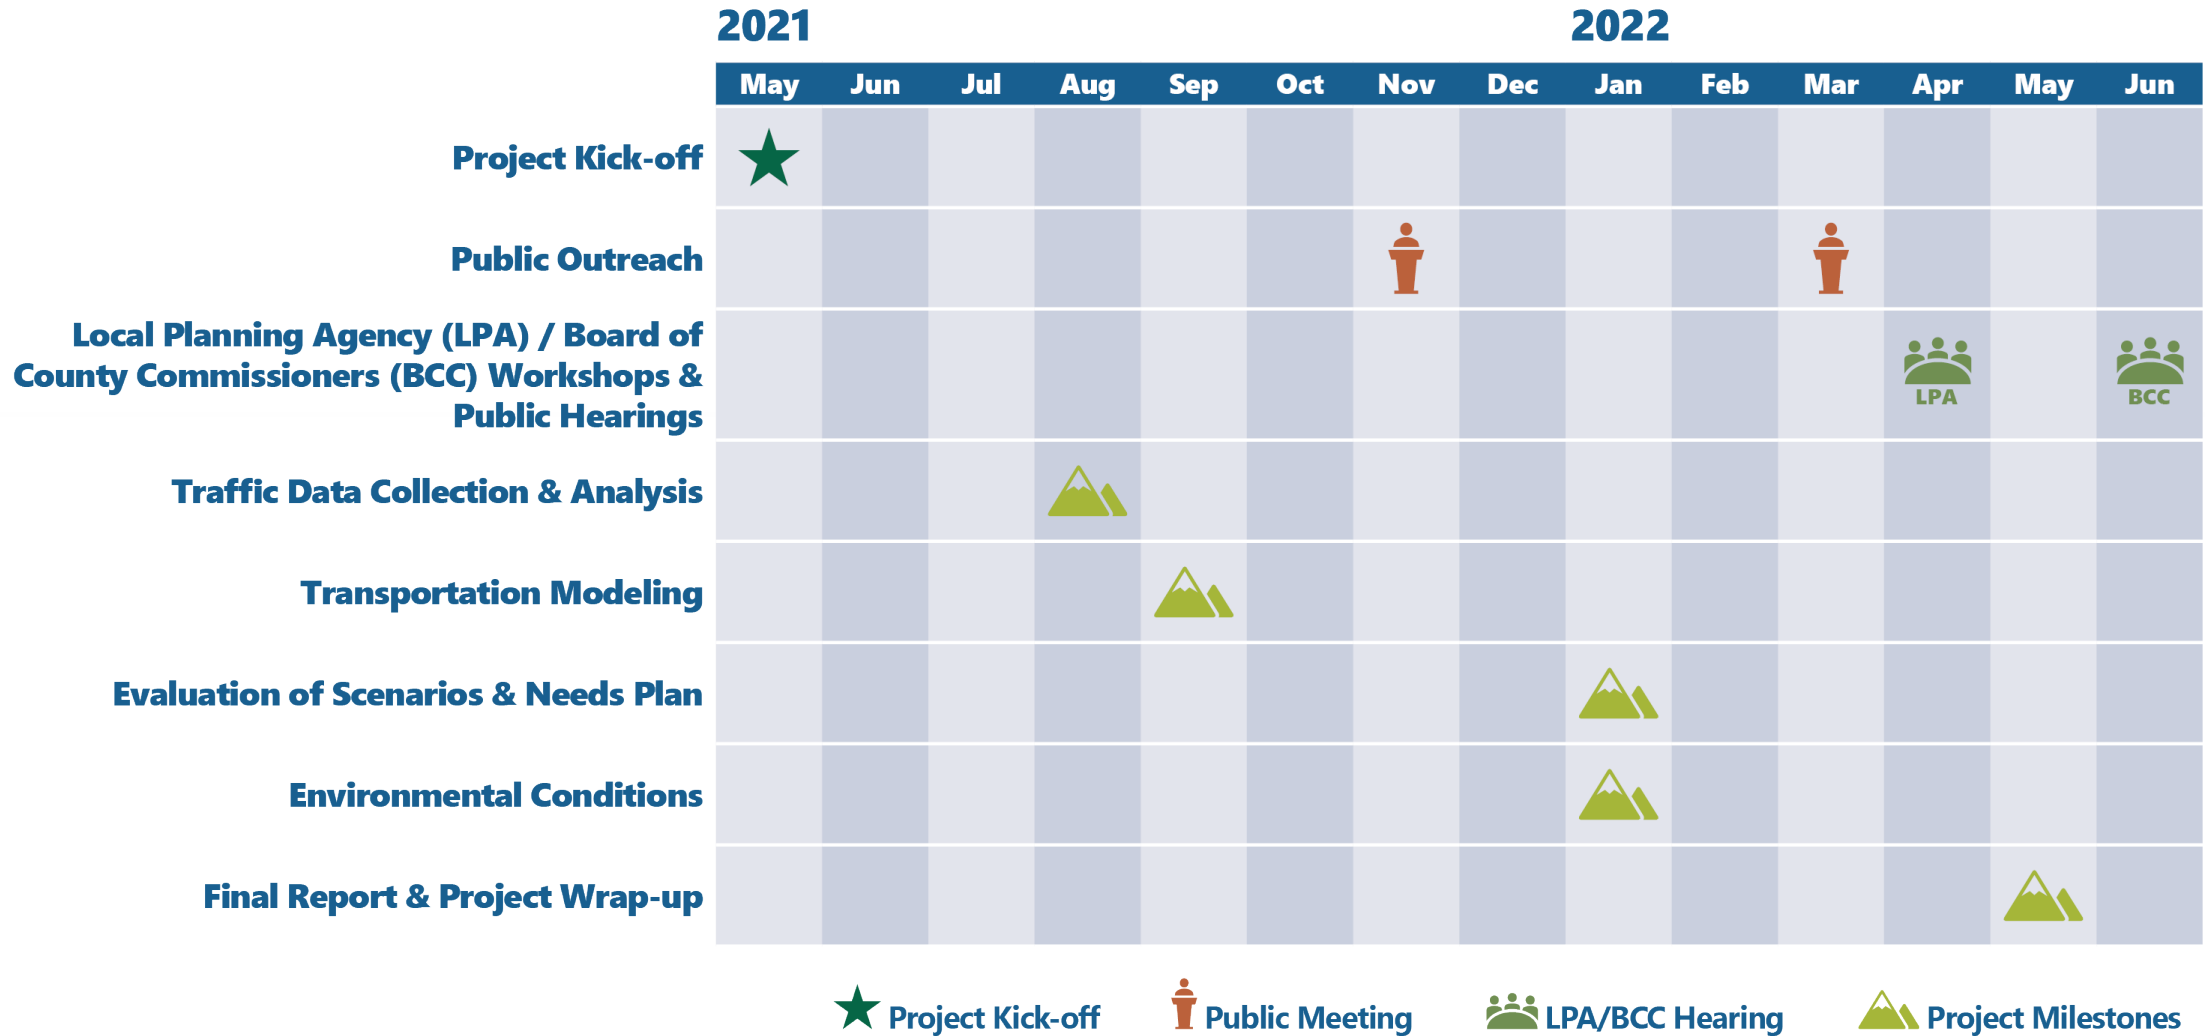 2021 2022
May Jun Jul Aug Sep Oct Nov Dec Jan Feb Mar Apr May Jun
Project Kick-off
Public Outreach
Local Planning Agency (LPA) / Board of
County Commissioners (BCC) Workshops &
Public Hearings
LPA BCC
Traffic Data Collection & Analysis
Transportation Modeling
Evaluation of Scenarios & Needs Plan
Environmental Conditions
Final Report & Project Wrap-up
Project Kick-off Public Meeting LPA/BCC Hearing Project Milestones